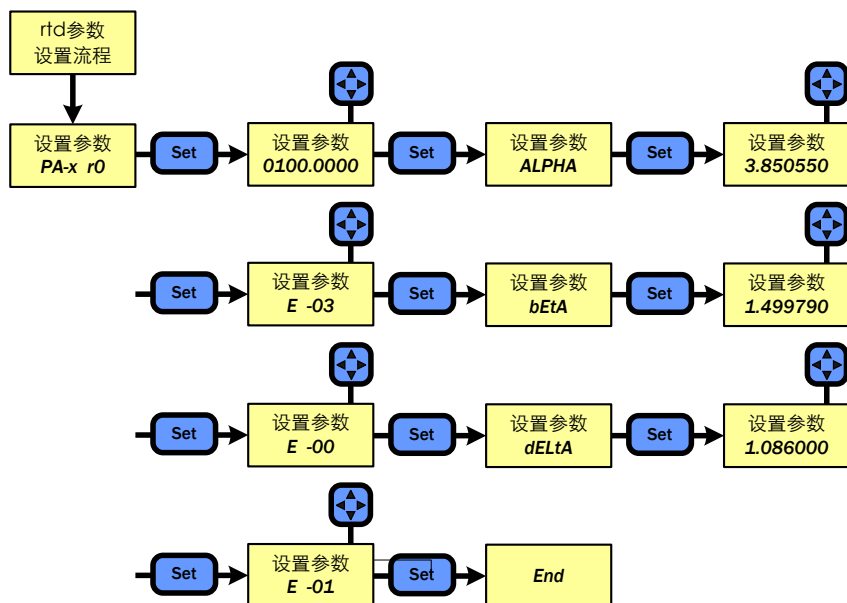 rtd参数
设置流程
设置参数
PA-x r0
Set
设置参数
0100.0000
Set
设置参数
ALPHA
Set
设置参数
3.850550
Set
设置参数
E -03
Set
设置参数
bEtA
Set
设置参数
1.499790
Set
设置参数
E -00
Set
设置参数
dELtA
Set
设置参数
1.086000
Set
设置参数
E -01
Set
End